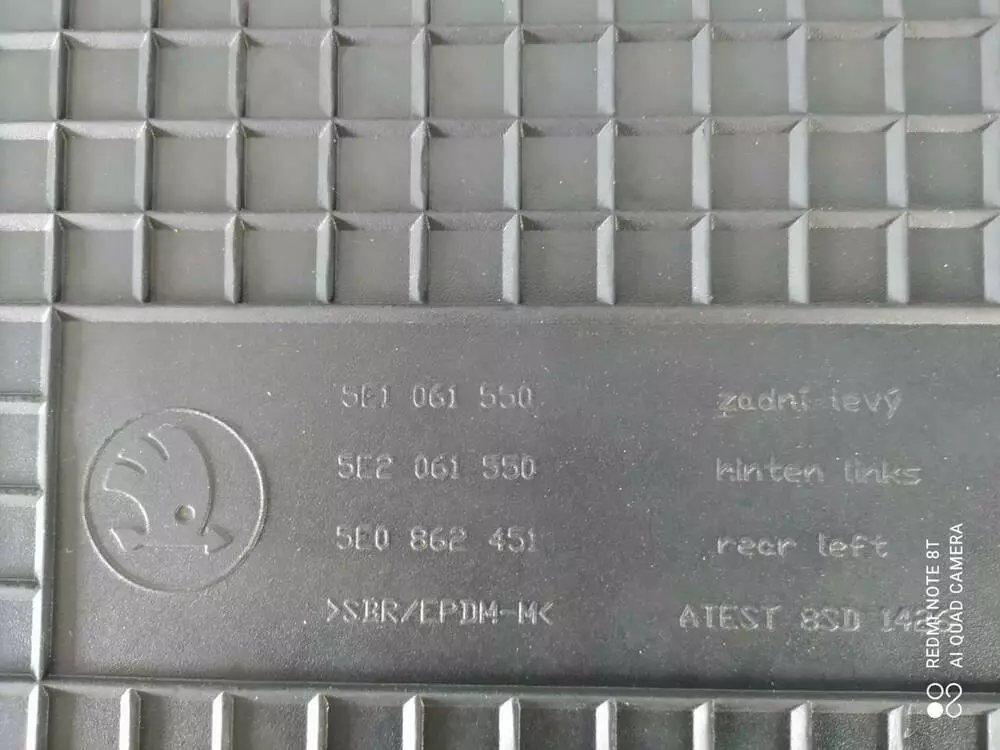 5E1 061 550 zadní levý
5E2 061 550 hinten links
5E0 862 451 rear left
>SBR/EPDM-M< ATEST 8SD
REDMI NOTE 8T
AI QUAD CAMERA